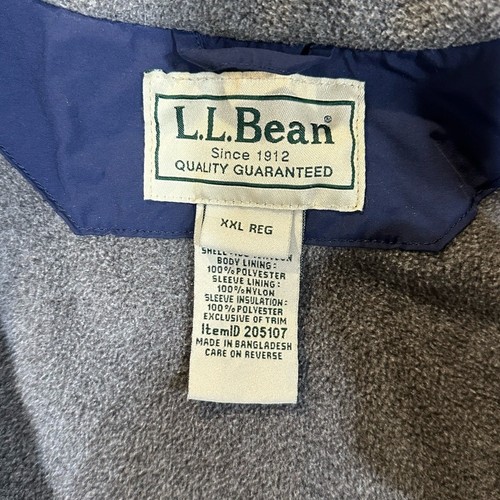 L.L.Bean®
Since 1912
QUALITY GUARANTEED
XXL REG
SHELL
BODY LINING:
100% POLYESTER
SLEEVE LINING:
100% NYLON
SLEEVE INSULATION:
100% POLYESTER
EXCLUSIVE OF TRIM
ItemID 205107
MADE IN BANGLADESH
CARE ON REVERSE